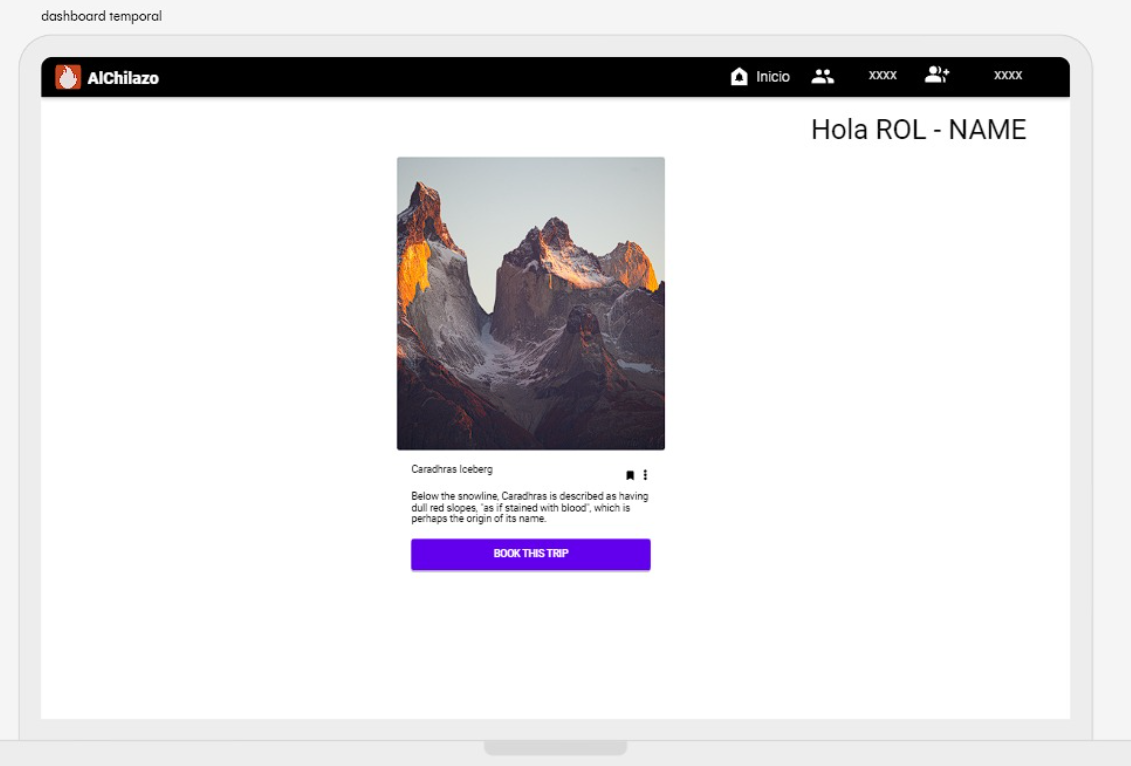 dashboard temporal
AlChilazo
Inicio
xxxx
xxxx
Hola ROL - NAME
Caradhras Iceberg
Below the snowline, Caradhras is described as having
dull red slopes, "as if stained with blood", which is
perhaps the origin of its name.
BOOK THIS TRIP